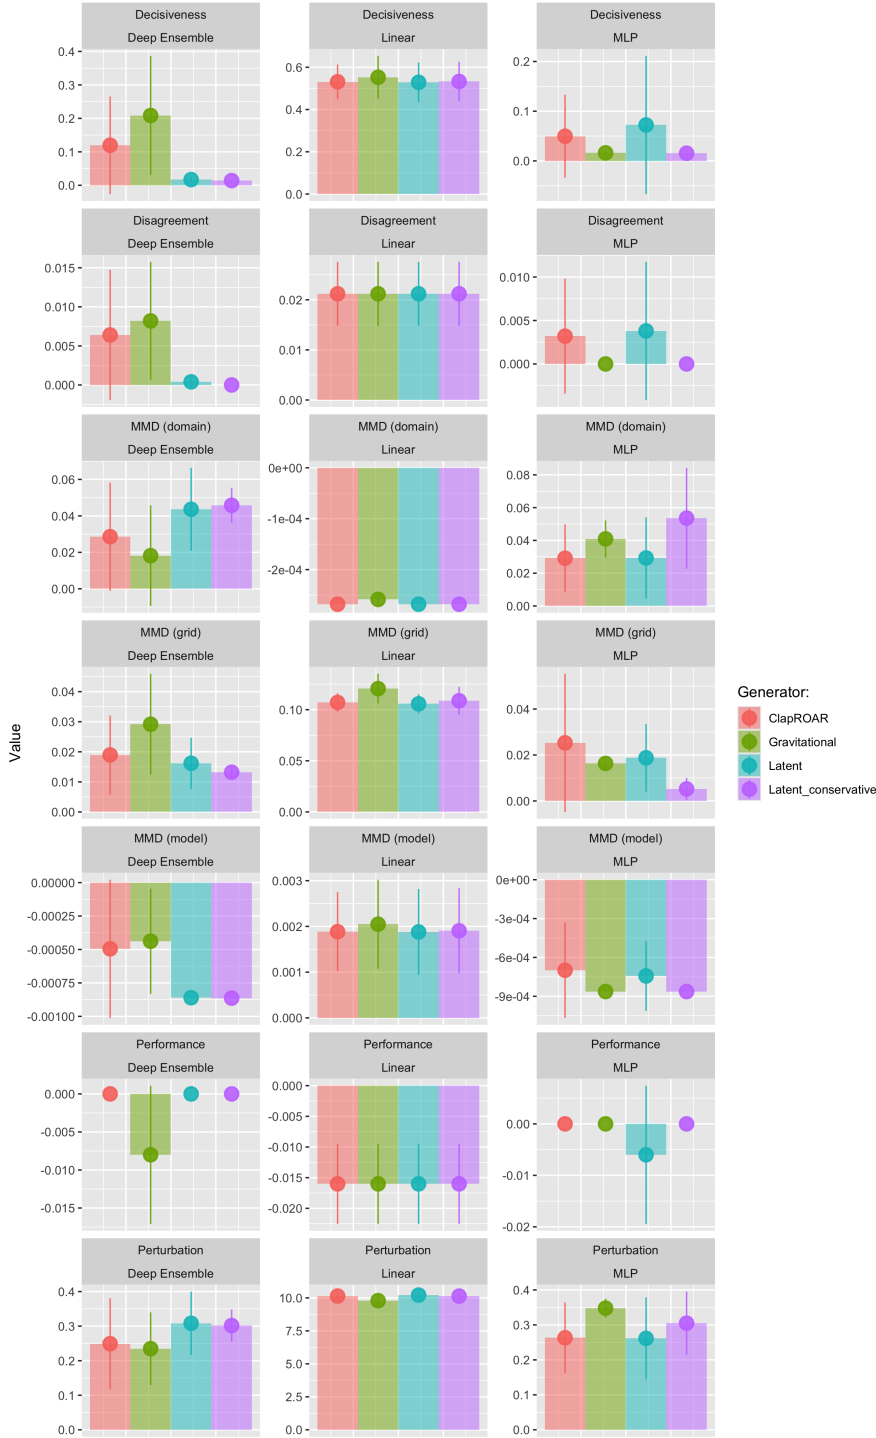 Decisiveness
Decisiveness
Decisiveness
Deep Ensemble
Linear
MLP
0.4
0.3
0.2
0.1
0.0
0.6
0.4
0.2
0.0
0.2
0.1
0.0
Disagreement
Disagreement
Disagreement
Deep Ensemble
Linear
MLP
0.015
0.010
0.005
0.000
0.02
0.01
0.00
0.010
0.005
0.000
MMD (domain)
MMD (domain)
MMD (domain)
Deep Ensemble
Linear
MLP
0.06
0.04
0.02
0.00
0e+00
-1e-04
-2e-04
0.08
0.06
0.04
0.02
0.00
MMD (grid)
MMD (grid)
MMD (grid)
Deep Ensemble
Linear
MLP
0.04
0.03
0.02
0.01
0.00
0.10
0.05
0.00
0.04
0.02
0.00
Value
Generator:
ClapROAR
Gravitational
Latent
Latent_conservative
MMD (model)
MMD (model)
MMD (model)
Deep Ensemble
Linear
MLP
0.00000
-0.00025
-0.00050
-0.00075
-0.00100
0.003
0.002
0.001
0.000
0e+00
-3e-04
-6e-04
-9e-04
Performance
Performance
Performance
Deep Ensemble
Linear
MLP
0.000
-0.005
-0.010
-0.015
0.000
-0.005
-0.010
-0.015
-0.020
0.00
-0.01
-0.02
Perturbation
Perturbation
Perturbation
Deep Ensemble
Linear
MLP
0.4
0.3
0.2
0.1
0.0
10.0
7.5
5.0
2.5
0.0
0.4
0.3
0.2
0.1
0.0